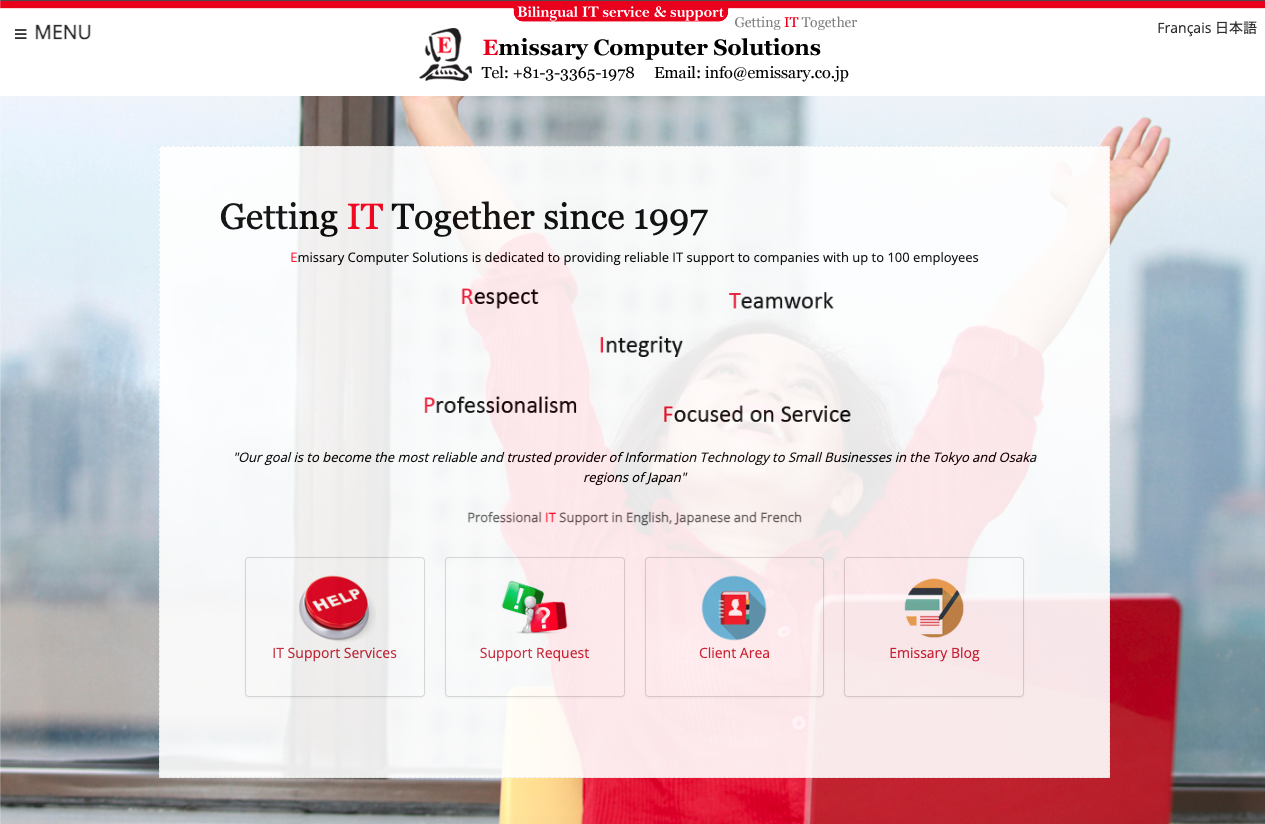 Bilingual IT service & support
Getting IT Together
☰ MENU
Français 日本語
E
Emissary Computer Solutions
Tel: +81-3-3365-1978 Email: info@emissary.co.jp
Getting IT Together since 1997
Emissary Computer Solutions is dedicated to providing reliable IT support to companies with up to 100 employees
Respect
Teamwork
Integrity
Professionalism
Focused on Service
"Our goal is to become the most reliable and trusted provider of Information Technology to Small Businesses in the Tokyo and Osaka
regions of Japan"
Professional IT Support in English, Japanese and French
HELP
! ?
IT Support Services
Support Request
Client Area
Emissary Blog